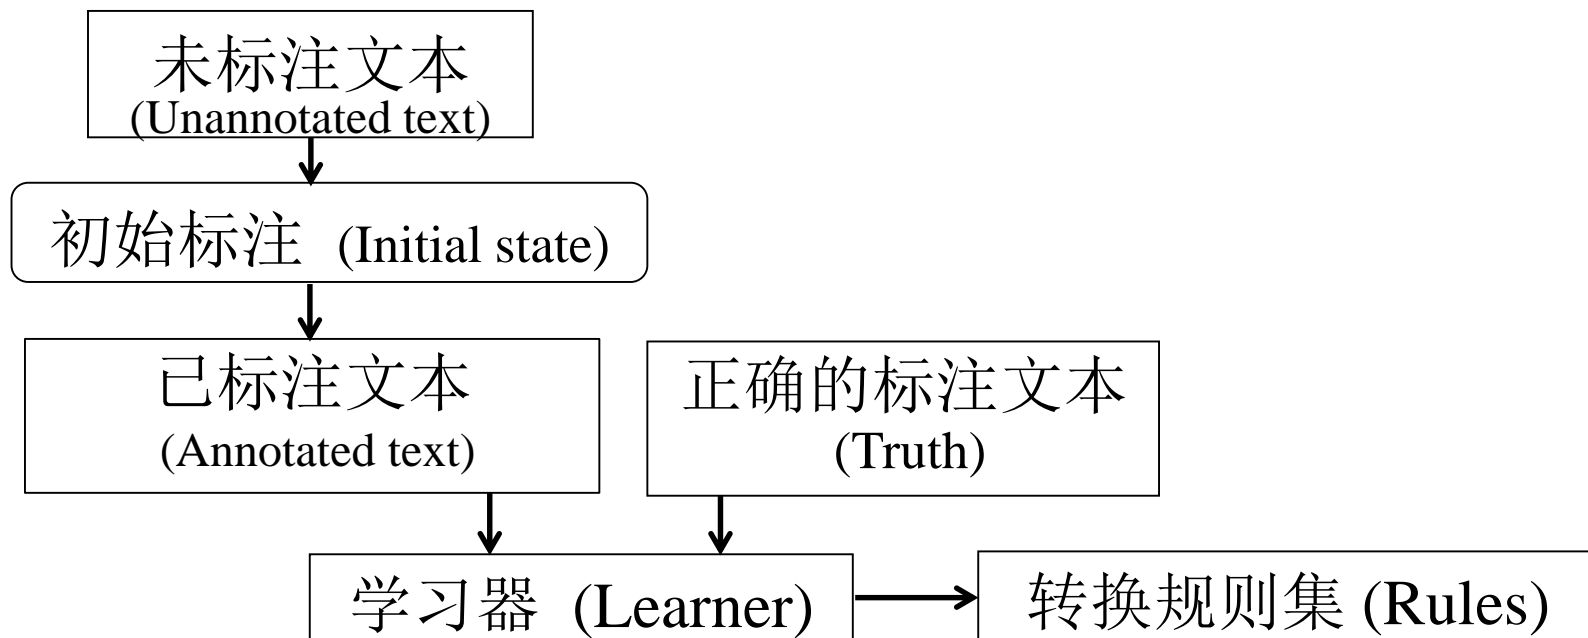 未标注文本
(Unannotated text)
初始标注 (Initial state)
已标注文本
(Annotated text)
正确的标注文本
(Truth)
学习器 (Learner)
转换规则集 (Rules)